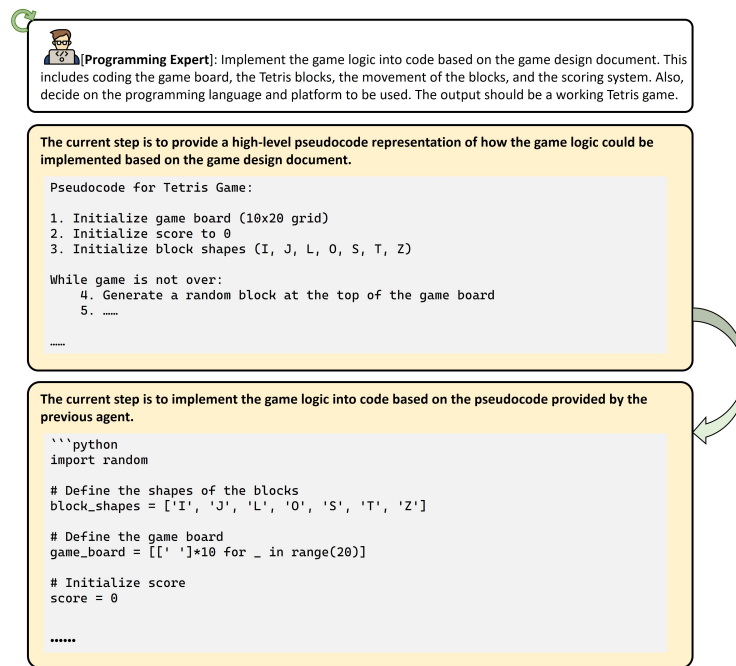 </>
[Programming Expert]: Implement the game logic into code based on the game design document. This
includes coding the game board, the Tetris blocks, the movement of the blocks, and the scoring system. Also,
decide on the programming language and platform to be used. The output should be a working Tetris game.
The current step is to provide a high-level pseudocode representation of how the game logic could be
implemented based on the game design document.
Pseudocode for Tetris Game:
1. Initialize game board (10x20 grid)
2. Initialize score to 0
3. Initialize block shapes (I, J, L, O, S, T, Z)
While game is not over:
    4. Generate a random block at the top of the game board
    5. ……
……
The current step is to implement the game logic into code based on the pseudocode provided by the
previous agent.
```python
import random
# Define the shapes of the blocks
block_shapes = ['I', 'J', 'L', 'O', 'S', 'T', 'Z']
# Define the game board
game_board = [[' ']*10 for _ in range(20)]
# Initialize score
score = 0
……